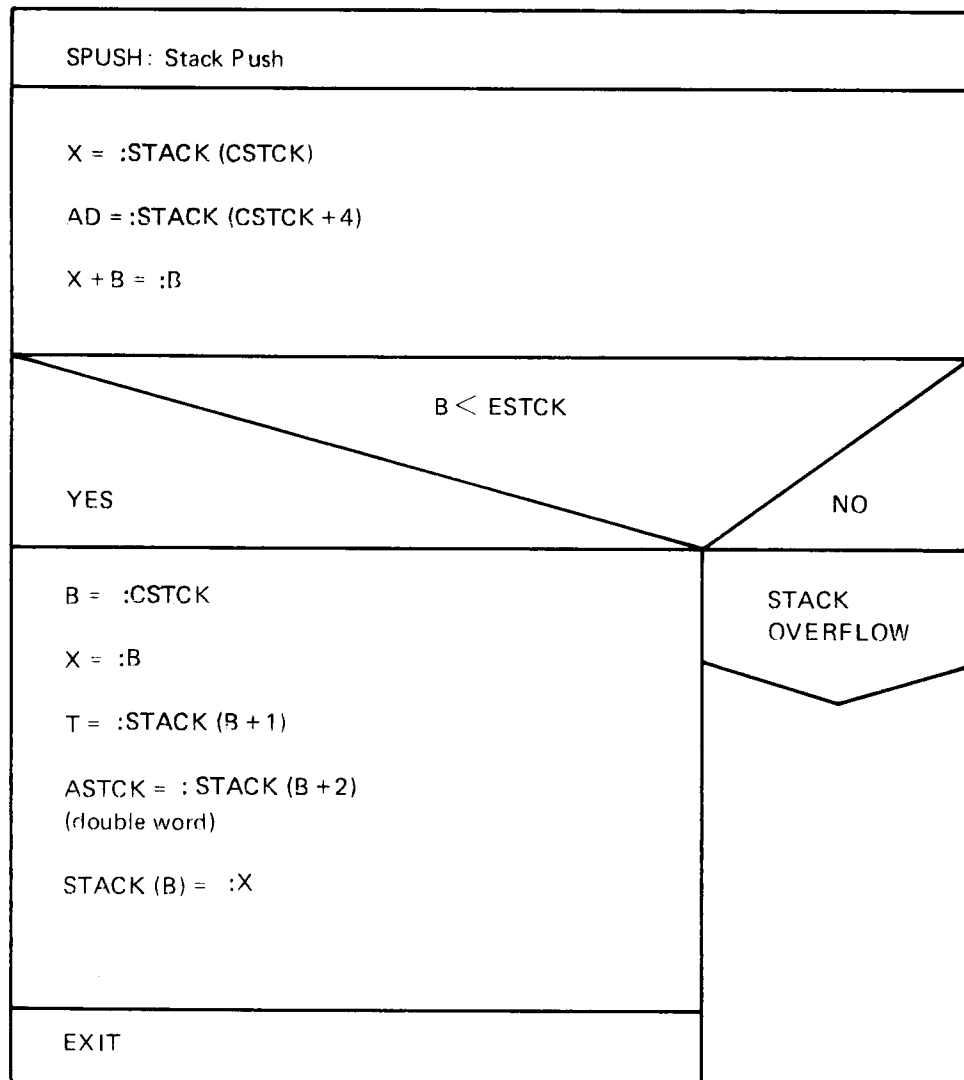 SPUSH: Stack Push
X = :STACK (CSTCK)
AD = :STACK (CSTCK + 4)
X + B = :B
B < ESTCK
YES
NO
B = :CSTCK
X = :B
T = :STACK (B + 1)
ASTCK = : STACK (B + 2)
(double word)
STACK (B) = :X
STACK
OVERFLOW
EXIT